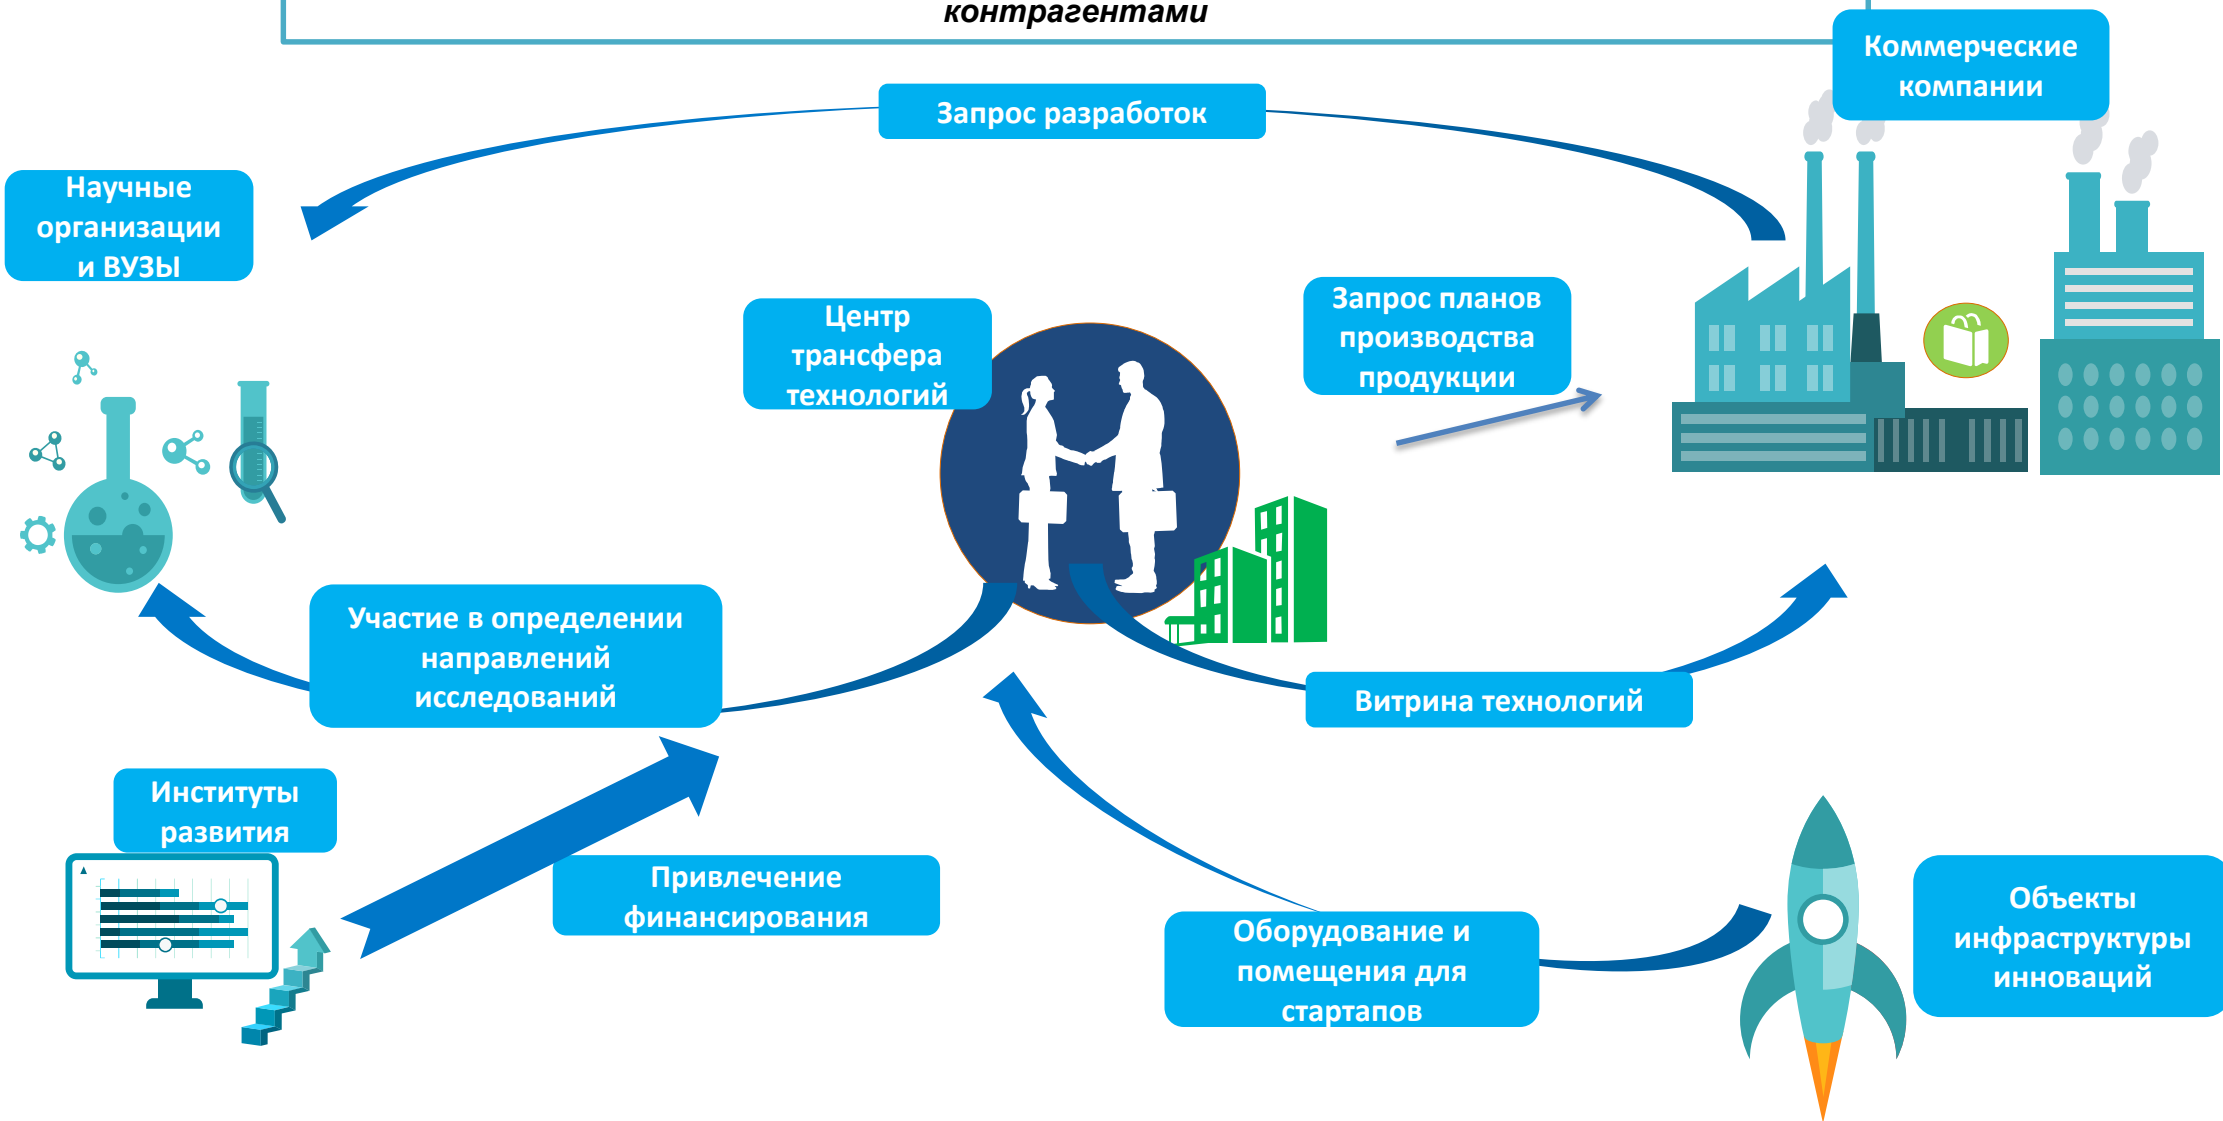 контрагентами
Коммерческие
компании
Запрос разработок
Научные
организации
и ВУЗЫ
Центр
трансфера
технологий
Запрос планов
производства
продукции
Участие в определении
направлений
исследований
Витрина технологий
Институты
развития
Привлечение
финансирования
Оборудование и
помещения для
стартапов
Объекты
инфраструктуры
инноваций